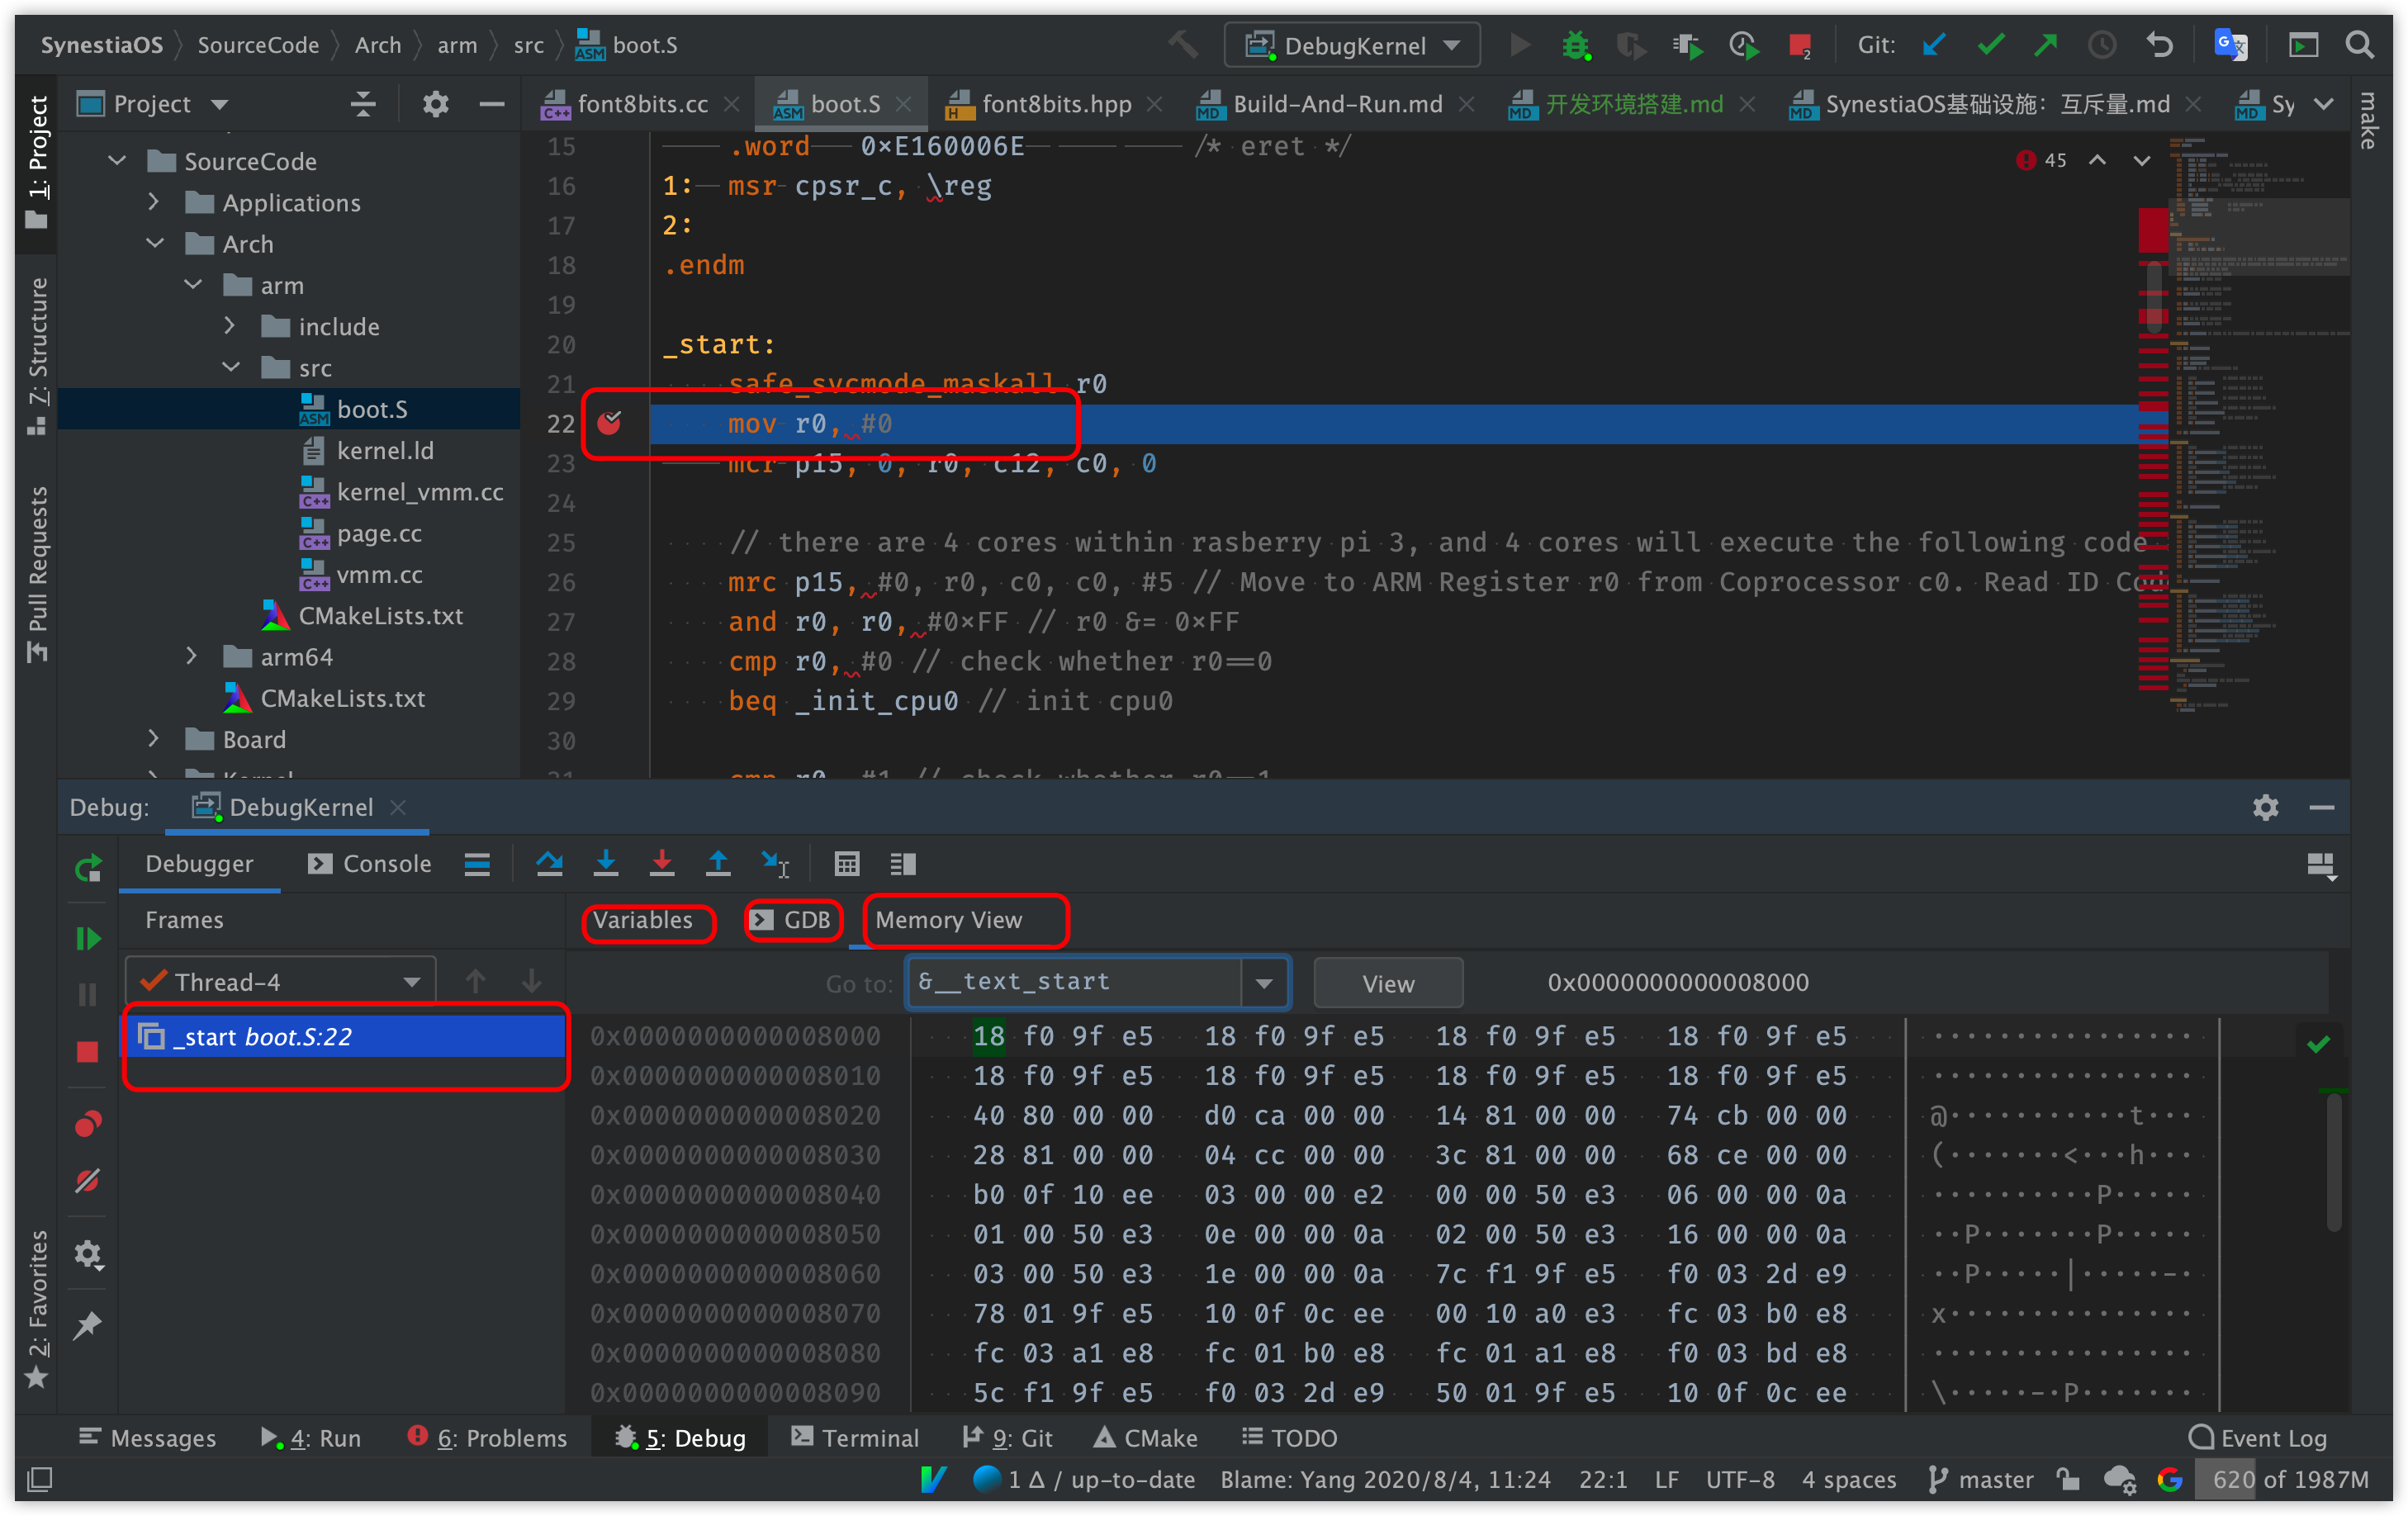 SynestiaOS SourceCode Arch arm src boot.S DebugKernel Git:
Project
font8bits.cc boot.S font8bits.hpp Build-And-Run.md 开发环境搭建.md SynestiaOS基础设施：互斥量.md Sy
make
1: Project
Z: Structure
Pull Requests
2: Favorites
SourceCode
Applications
Arch
arm
include
src
boot.S
kernel.ld
kernel_vmm.cc
page.cc
vmm.cc
CMakeLists.txt
arm64
CMakeLists.txt
Board
Kernel
45
15 .word 0×E160006E /* eret */
16 1: msr cpsr_c, \reg
17 2:
18 .endm
19
20 _start:
21 safe_svcmode_maskall r0
22 mov r0, #0
23 mcr p15, 0, r0, c12, c0, 0
24
25 // there are 4 cores within rasberry pi 3, and 4 cores will execute the following code
26 mrc p15, #0, r0, c0, c0, #5 // Move to ARM Register r0 from Coprocessor c0. Read ID Cod
27 and r0, r0, #0×FF // r0 &= 0×FF
28 cmp r0, #0 // check whether r0==0
29 beq _init_cpu0 // init cpu0
30
31 cmp r0, #1 // check whether r0==1
Debug: DebugKernel
Debugger Console
Frames Variables GDB Memory View
Thread-4 Go to: &__text_start View 0x0000000000008000
_start boot.S:22
0x0000000000008000 18 f0 9f e5 18 f0 9f e5 18 f0 9f e5 18 f0 9f e5 ················
0x0000000000008010 18 f0 9f e5 18 f0 9f e5 18 f0 9f e5 18 f0 9f e5 ················
0x0000000000008020 40 80 00 00 d0 ca 00 00 14 81 00 00 74 cb 00 00 @···········t···
0x0000000000008030 28 81 00 00 04 cc 00 00 3c 81 00 00 68 ce 00 00 (·······<···h···
0x0000000000008040 b0 0f 10 ee 03 00 00 e2 00 00 50 e3 06 00 00 0a ··········P·····
0x0000000000008050 01 00 50 e3 0e 00 00 0a 02 00 50 e3 16 00 00 0a ··P·······P·····
0x0000000000008060 03 00 50 e3 1e 00 00 0a 7c f1 9f e5 f0 03 2d e9 ··P·····|·····-·
0x0000000000008070 78 01 9f e5 10 0f 0c ee 00 10 a0 e3 fc 03 b0 e8 x···············
0x0000000000008080 fc 03 a1 e8 fc 01 b0 e8 fc 01 a1 e8 f0 03 bd e8 ················
0x0000000000008090 5c f1 9f e5 f0 03 2d e9 50 01 9f e5 10 0f 0c ee \·····-·P·······
Messages 4: Run 6: Problems 5: Debug Terminal 9: Git CMake TODO Event Log
1 Δ / up-to-date Blame: Yang 2020/8/4, 11:24 22:1 LF UTF-8 4 spaces master 620 of 1987M